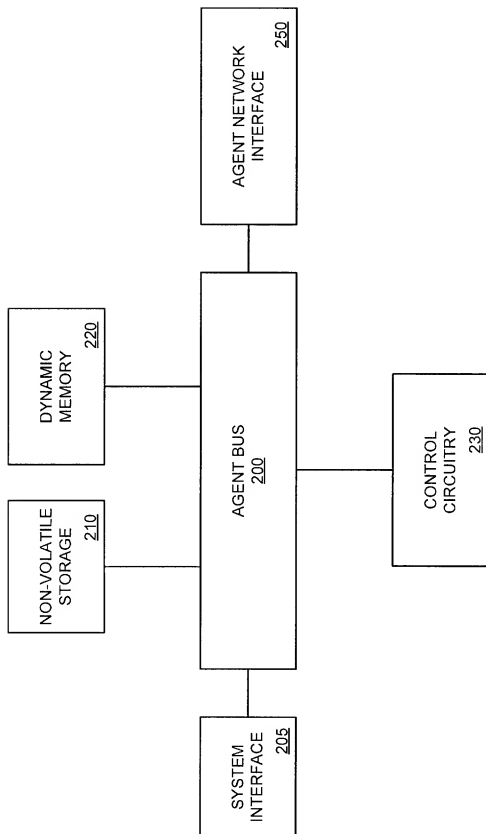 NON-VOLATILE
STORAGE
210
DYNAMIC
MEMORY
220
SYSTEM
INTERFACE
205
AGENT BUS
200
AGENT NETWORK
INTERFACE
250
CONTROL
CIRCUITRY
230